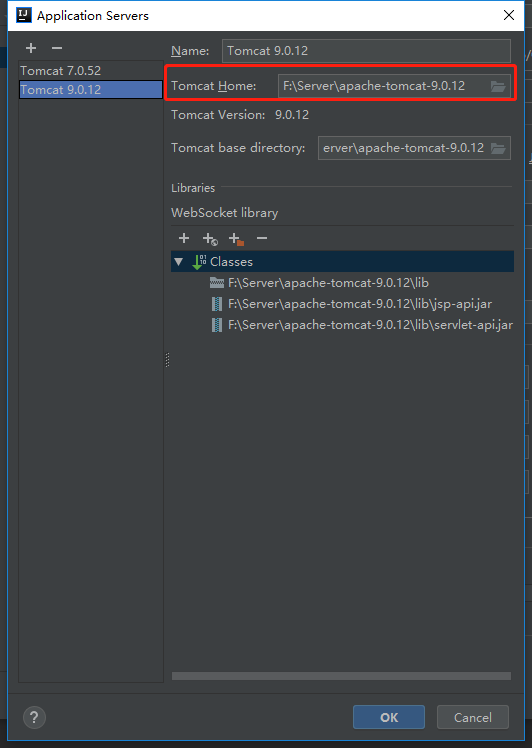 Application Servers
Name: Tomcat 9.0.12
Tomcat 7.0.52
Tomcat 9.0.12
Tomcat Home: F:\Server\apache-tomcat-9.0.12
Tomcat Version: 9.0.12
Tomcat base directory: erver\apache-tomcat-9.0.12
Libraries
WebSocket library
Classes
F:\Server\apache-tomcat-9.0.12\lib
F:\Server\apache-tomcat-9.0.12\lib\jsp-api.jar
F:\Server\apache-tomcat-9.0.12\lib\servlet-api.jar
?
OK
Cancel